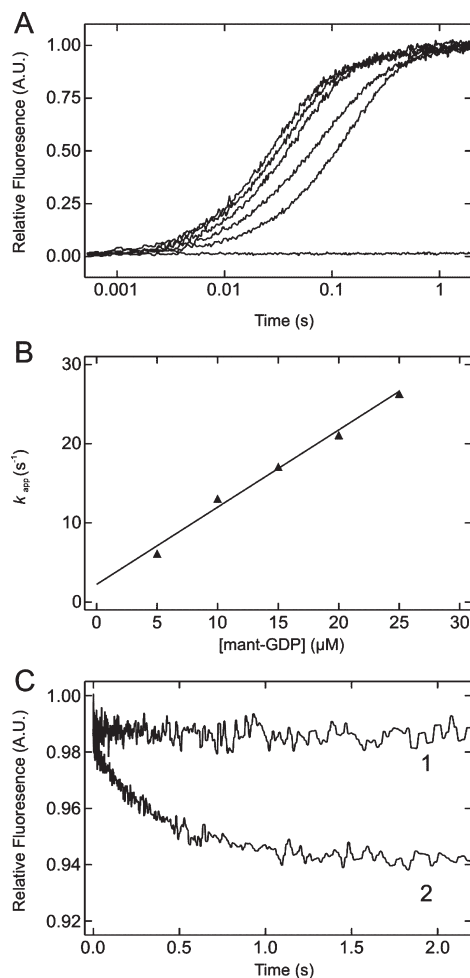 A
Relative Fluoresence (A.U.)
1.00
0.75
0.50
0.25
0.00
0.001 0.01 0.1 1
Time (s)
B
k app (s-1)
30
20
10
0
0 5 10 15 20 25 30
[mant-GDP] (µM)
C
Relative Fluoresence (A.U.)
1.00
0.98
0.96
0.94
0.92
1
2
0.0 0.5 1.0 1.5 2.0
Time (s)